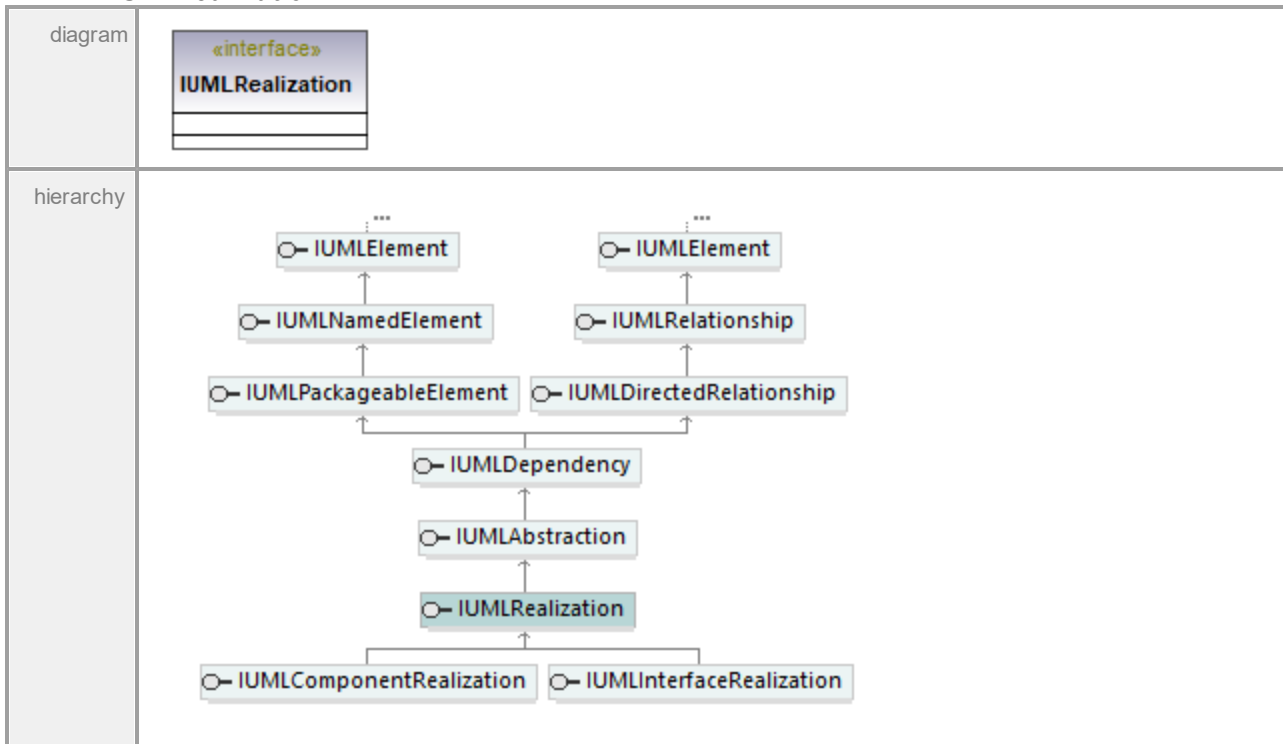 diagram
«interface»
IUMLRealization
hierarchy
... ...
IUMLElement IUMLElement
IUMLNamedElement IUMLRelationship
IUMLPackageableElement IUMLDirectedRelationship
IUMLDependency
IUMLAbstraction
IUMLRealization
IUMLComponentRealization IUMLInterfaceRealization